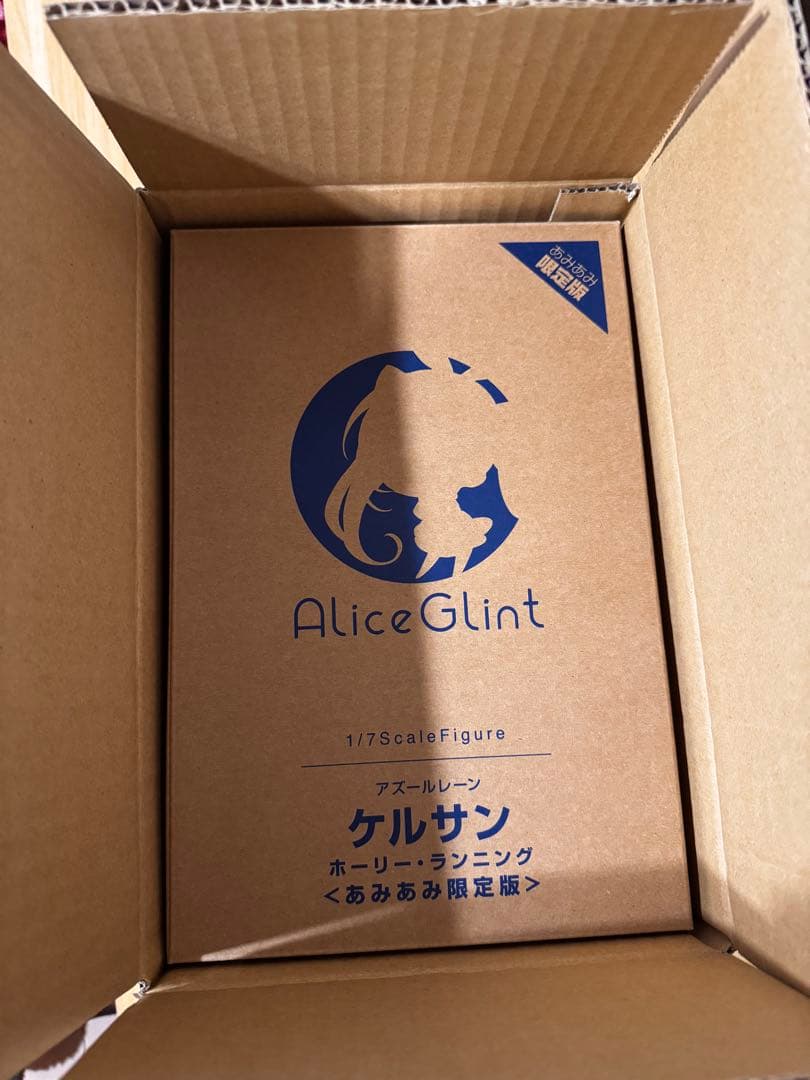 あみあみ
限定版
AliceGlint
1/7ScaleFigure
アズールレーン
ケルサン
ホーリー・ランニング
<あみあみ限定版>